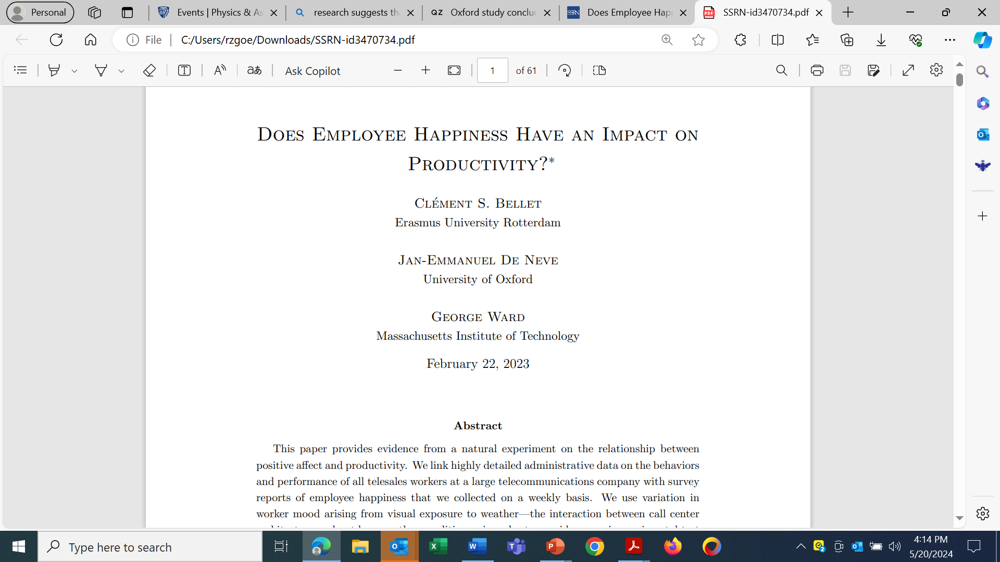 Personal
Events | Physics & As
research suggests th
QZ Oxford study conclu
SSRN Does Employee Hap
PDF SSRN-id3470734.pdf
File C:/Users/rzgoe/Downloads/SSRN-id3470734.pdf
Ask Copilot
1 of 61
Does Employee Happiness Have an Impact on
Productivity?*
Clément S. Bellet
Erasmus University Rotterdam
Jan-Emmanuel De Neve
University of Oxford
George Ward
Massachusetts Institute of Technology
February 22, 2023
Abstract
This paper provides evidence from a natural experiment on the relationship between
positive affect and productivity. We link highly detailed administrative data on the behaviors
and performance of all telesales workers at a large telecommunications company with survey
reports of employee happiness that we collected on a weekly basis. We use variation in
worker mood arising from visual exposure to weather—the interaction between call center
Type here to search
4:14 PM
5/20/2024